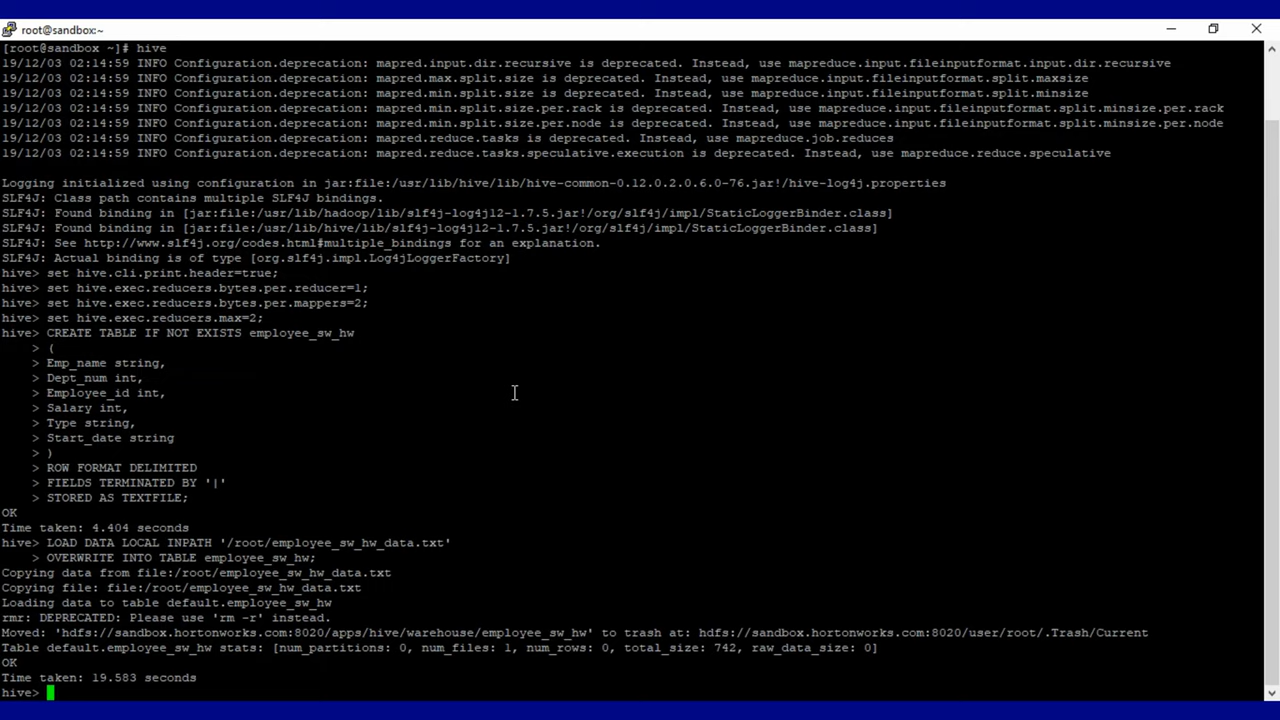 root@sandbox:~
[root@sandbox ~]# hive
19/12/03 02:14:59 INFO Configuration.deprecation: mapred.input.dir.recursive is deprecated. Instead, use mapreduce.input.fileinputformat.input.dir.recursive
19/12/03 02:14:59 INFO Configuration.deprecation: mapred.max.split.size is deprecated. Instead, use mapreduce.input.fileinputformat.split.maxsize
19/12/03 02:14:59 INFO Configuration.deprecation: mapred.min.split.size is deprecated. Instead, use mapreduce.input.fileinputformat.split.minsize
19/12/03 02:14:59 INFO Configuration.deprecation: mapred.min.split.size.per.rack is deprecated. Instead, use mapreduce.input.fileinputformat.split.minsize.per.rack
19/12/03 02:14:59 INFO Configuration.deprecation: mapred.min.split.size.per.node is deprecated. Instead, use mapreduce.input.fileinputformat.split.minsize.per.node
19/12/03 02:14:59 INFO Configuration.deprecation: mapred.reduce.tasks is deprecated. Instead, use mapreduce.job.reduces
19/12/03 02:14:59 INFO Configuration.deprecation: mapred.reduce.tasks.speculative.execution is deprecated. Instead, use mapreduce.reduce.speculative
Logging initialized using configuration in jar:file:/usr/lib/hive/lib/hive-common-0.12.0.2.0.6.0-76.jar!/hive-log4j.properties
SLF4J: Class path contains multiple SLF4J bindings.
SLF4J: Found binding in [jar:file:/usr/lib/hadoop/lib/slf4j-log4j12-1.7.5.jar!/org/slf4j/impl/StaticLoggerBinder.class]
SLF4J: Found binding in [jar:file:/usr/lib/hive/lib/slf4j-log4j12-1.7.5.jar!/org/slf4j/impl/StaticLoggerBinder.class]
SLF4J: See http://www.slf4j.org/codes.html#multiple_bindings for an explanation.
SLF4J: Actual binding is of type [org.slf4j.impl.Log4jLoggerFactory]
hive> set hive.cli.print.header=true;
hive> set hive.exec.reducers.bytes.per.reducer=1;
hive> set hive.exec.reducers.bytes.per.mappers=2;
hive> set hive.exec.reducers.max=2;
hive> CREATE TABLE IF NOT EXISTS employee_sw_hw
> (
> Emp_name string,
> Dept_num int,
> Employee_id int,
> Salary int,
> Type string,
> Start_date string
> )
> ROW FORMAT DELIMITED
> FIELDS TERMINATED BY '|'
> STORED AS TEXTFILE;
OK
Time taken: 4.404 seconds
hive> LOAD DATA LOCAL INPATH '/root/employee_sw_hw_data.txt'
> OVERWRITE INTO TABLE employee_sw_hw;
Copying data from file:/root/employee_sw_hw_data.txt
Copying file: file:/root/employee_sw_hw_data.txt
Loading data to table default.employee_sw_hw
rmr: DEPRECATED: Please use 'rm -r' instead.
Moved: 'hdfs://sandbox.hortonworks.com:8020/apps/hive/warehouse/employee_sw_hw' to trash at: hdfs://sandbox.hortonworks.com:8020/user/root/.Trash/Current
Table default.employee_sw_hw stats: [num_partitions: 0, num_files: 1, num_rows: 0, total_size: 742, raw_data_size: 0]
OK
Time taken: 19.583 seconds
hive>